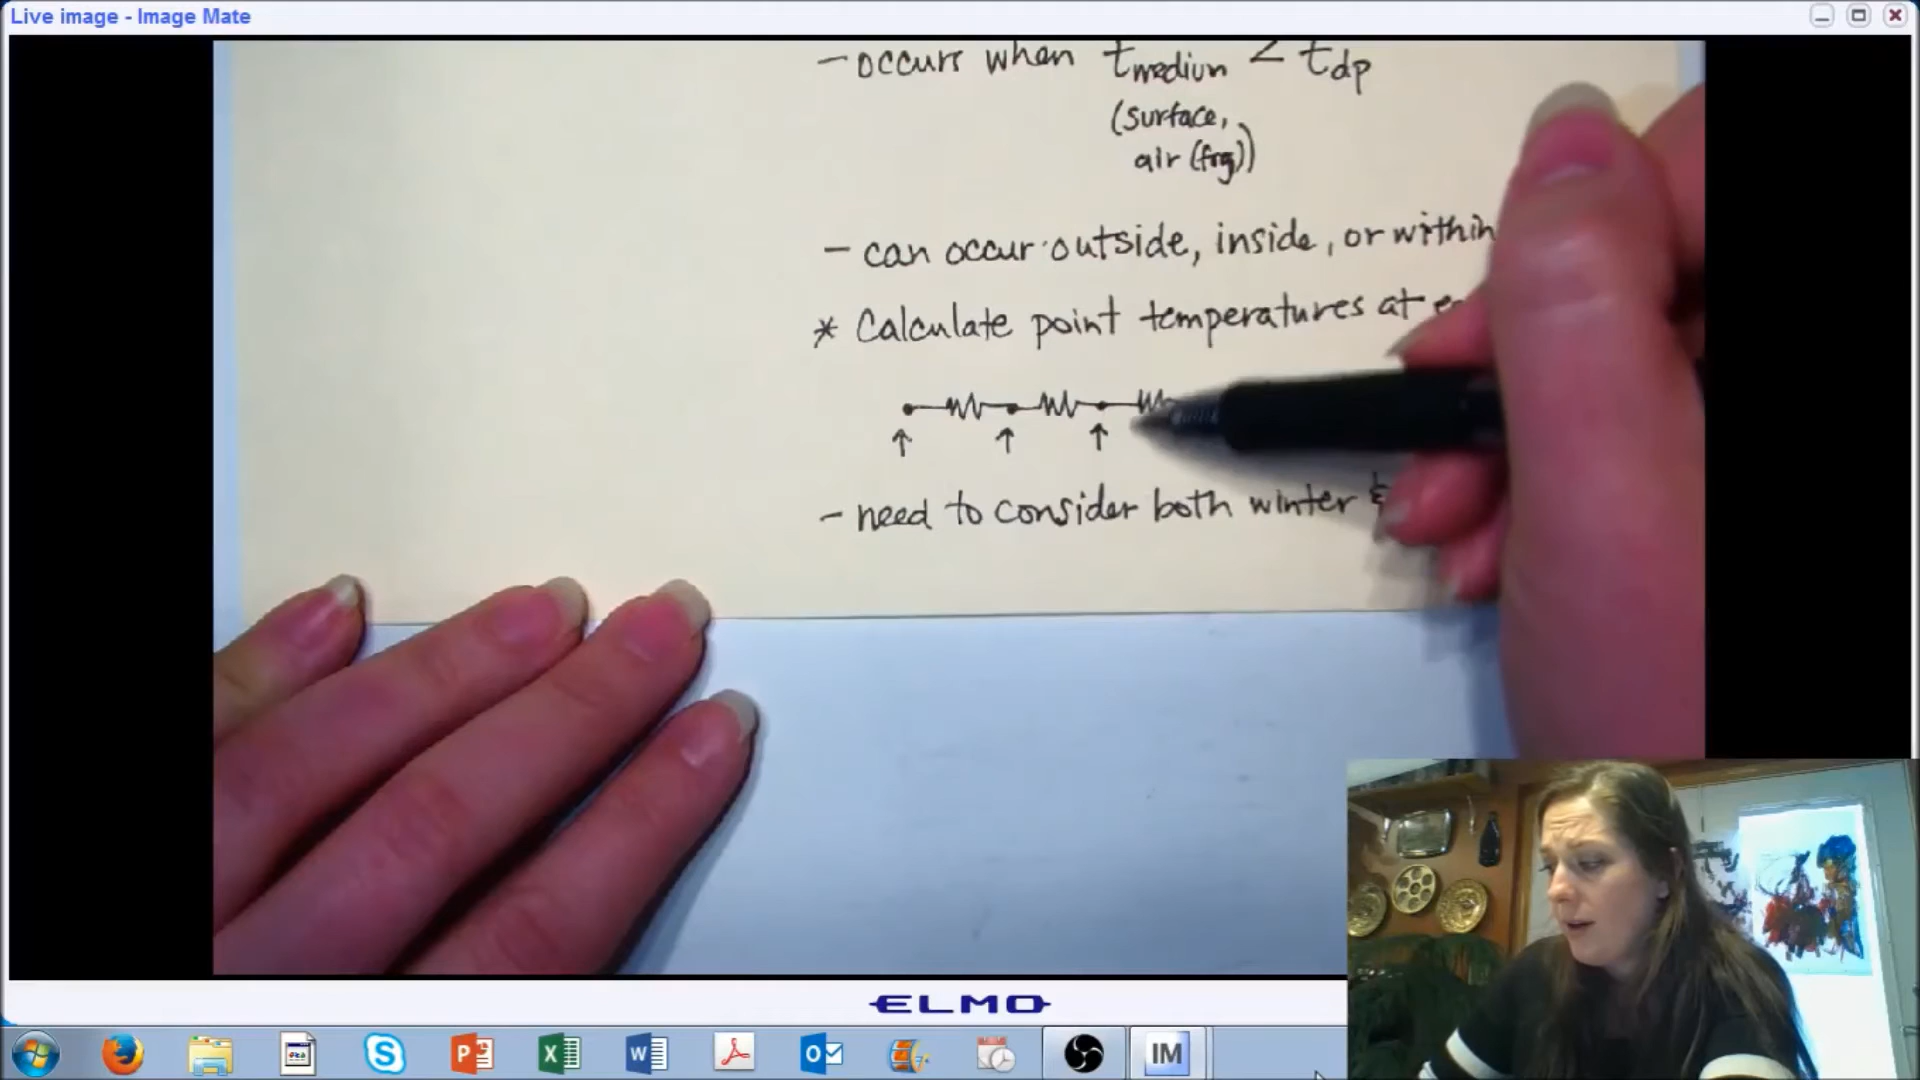 Live image - Image Mate
- occurs when tmedium < tdp
(surface,
air (fog))
- can occur outside, inside, or within
* Calculate point temperatures at
- need to consider both winter &
ELMO
IM